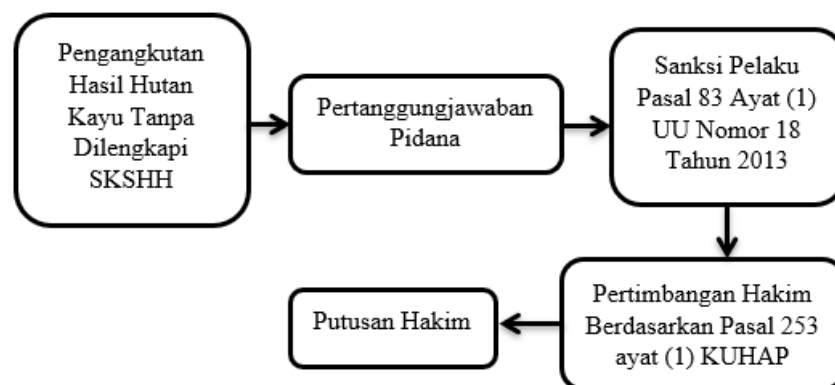 Pengangkutan
Hasil Hutan
Kayu Tanpa
Dilengkapi
SKSHH
Pertanggungjawaban
Pidana
Sanksi Pelaku
Pasal 83 Ayat (1)
UU Nomor 18
Tahun 2013
Pertimbangan Hakim
Berdasarkan Pasal 253
ayat (1) KUHAP
Putusan Hakim